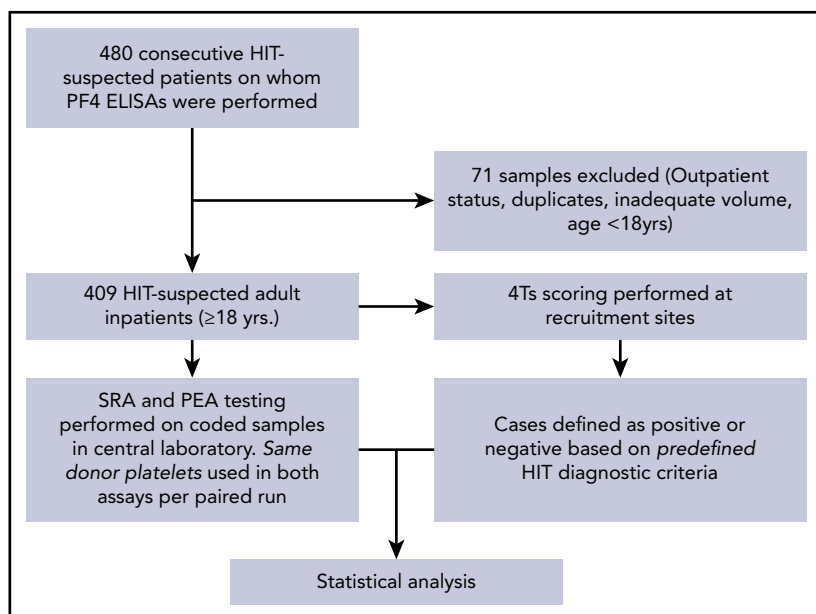 480 consecutive HIT-
suspected patients on whom
PF4 ELISAs were performed
71 samples excluded (Outpatient
status, duplicates, inadequate volume,
age <18yrs)
409 HIT-suspected adult
inpatients (≥18 yrs.)
4Ts scoring performed at
recruitment sites
SRA and PEA testing
performed on coded samples
in central laboratory. Same
donor platelets used in both
assays per paired run
Cases defined as positive or
negative based on predefined
HIT diagnostic criteria
Statistical analysis